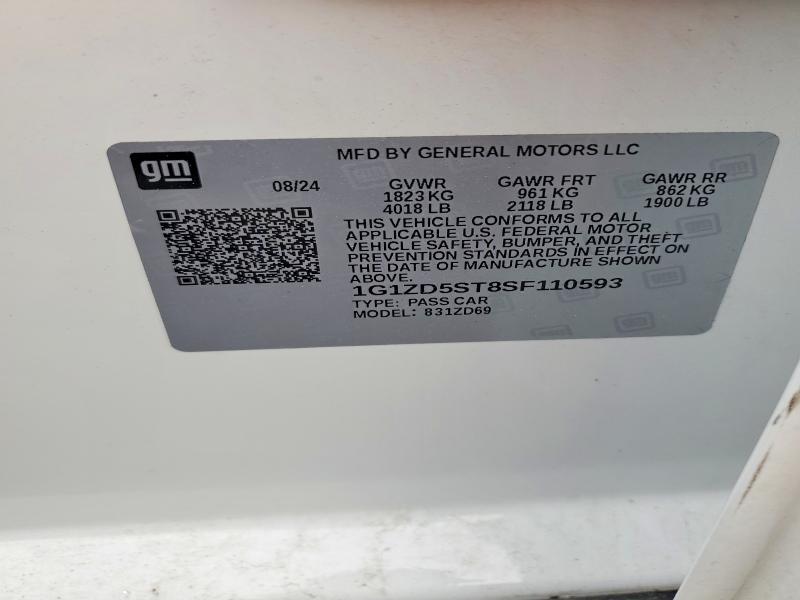 gm
MFD BY GENERAL MOTORS LLC
08/24 GVWR GAWR FRT GAWR RR
1823 KG 961 KG 862 KG
4018 LB 2118 LB 1900 LB
THIS VEHICLE CONFORMS TO ALL
APPLICABLE U.S. FEDERAL MOTOR
VEHICLE SAFETY, BUMPER, AND THEFT
PREVENTION STANDARDS IN EFFECT ON
THE DATE OF MANUFACTURE SHOWN
ABOVE.
1G1ZD5ST8SF110593
TYPE: PASS CAR
MODEL: 831ZD69